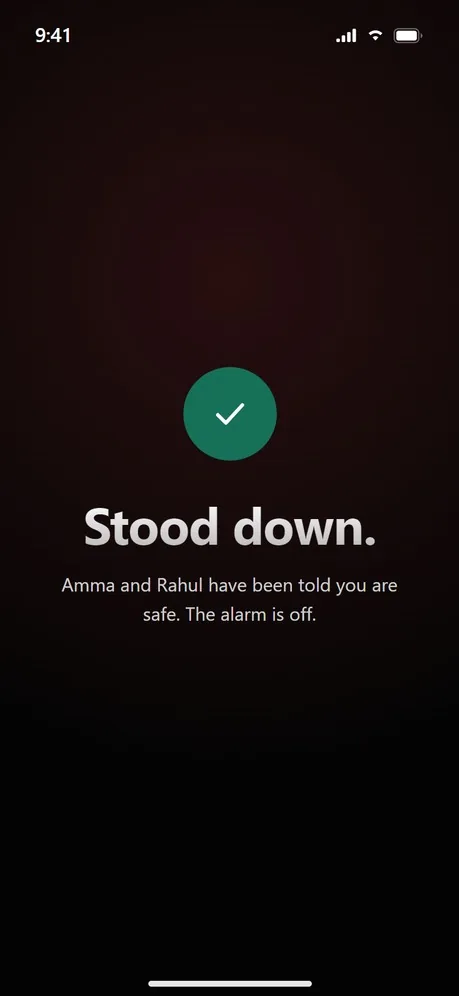 9:41
Stood down.
Amma and Rahul have been told you are
safe. The alarm is off.